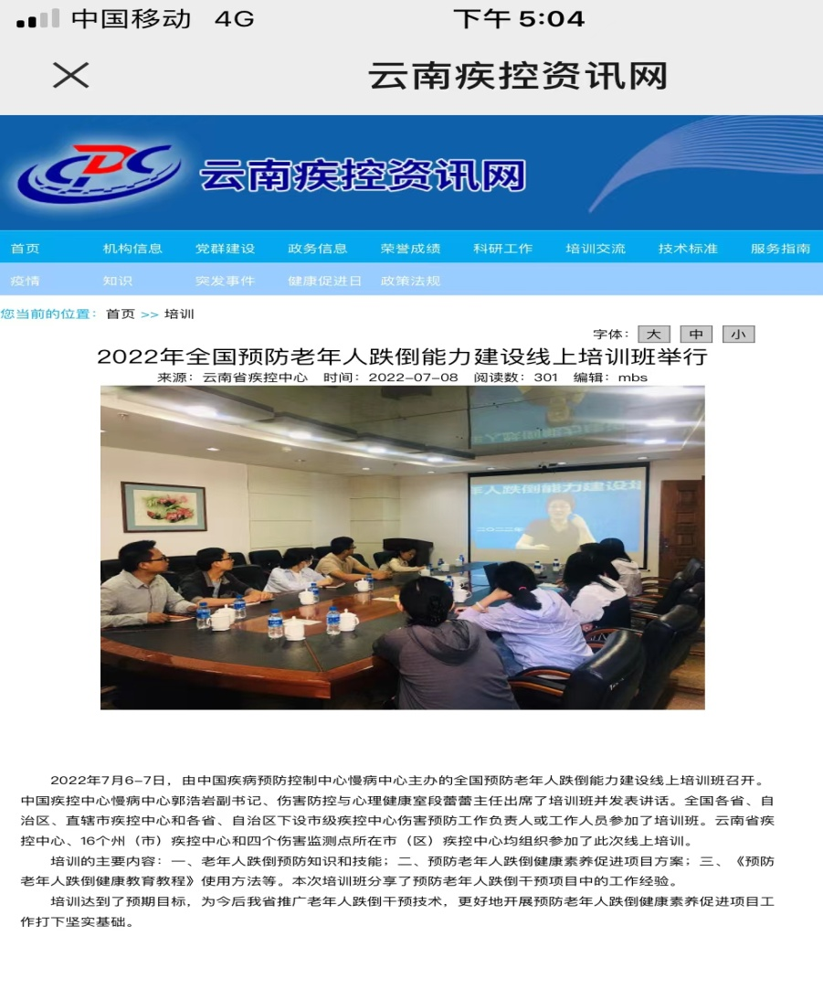 中国移动 4G 下午 5:04
云南疾控资讯网
CDC 云南疾控资讯网
首页 机构信息 党群建设 政务信息 荣誉成绩 科研工作 培训交流 技术标准 服务指南
疫情 知识 突发事件 健康促进日 政策法规
您当前的位置：首页 >> 培训
字体： 大 中 小
2022年全国预防老年人跌倒能力建设线上培训班举行
来源：云南省疾控中心 时间：2022-07-08 阅读数：301 编辑：mbs
年人跌倒能力建设培
二〇二二年
2022年7月6-7日，由中国疾病预防控制中心慢病中心主办的全国预防老年人跌倒能力建设线上培训班召开。
中国疾控中心慢病中心郭浩岩副书记、伤害防控与心理健康室段蕾蕾主任出席了培训班并发表讲话。全国各省、自
治区、直辖市疾控中心和各省、自治区下设市级疾控中心伤害预防工作负责人或工作人员参加了培训班。云南省疾
控中心、16个州（市）疾控中心和四个伤害监测点所在市（区）疾控中心均组织参加了此次线上培训。
培训的主要内容：一、老年人跌倒预防知识和技能；二、预防老年人跌倒健康素养促进项目方案；三、《预防
老年人跌倒健康教育教程》使用方法等。本次培训班分享了预防老年人跌倒干预项目中的工作经验。
培训达到了预期目标，为今后我省推广老年人跌倒干预技术，更好地开展预防老年人跌倒健康素养促进项目工
作打下坚实基础。